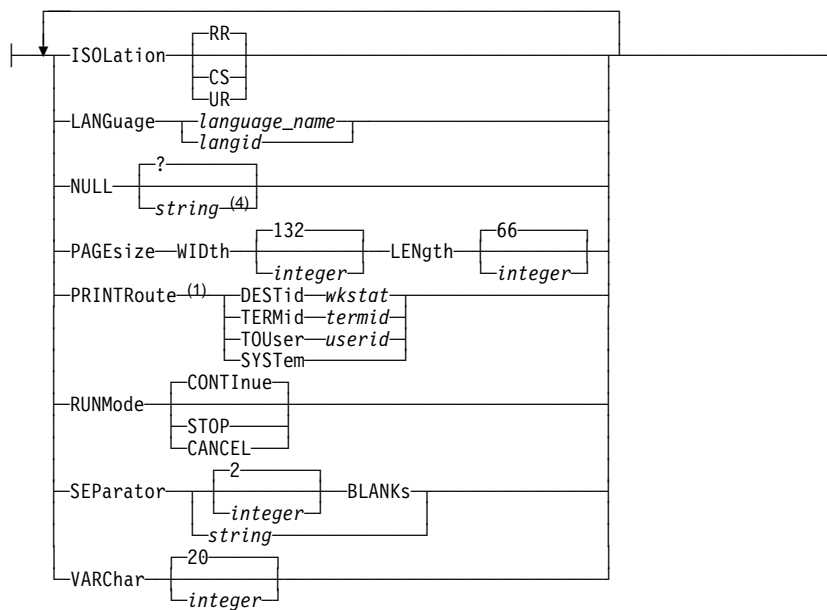 RR
ISOLation
CS
UR
LANGuage language_name
langid
?
NULL
string (4)
132 66
PAGEsize WIDth LENgth
integer integer
PRINTRoute (1) DESTid wkstat
TERMid termid
TOUser userid
SYSTem
CONTInue
RUNMode
STOP
CANCEL
2
SEParator BLANKs
integer
string
20
VARChar
integer